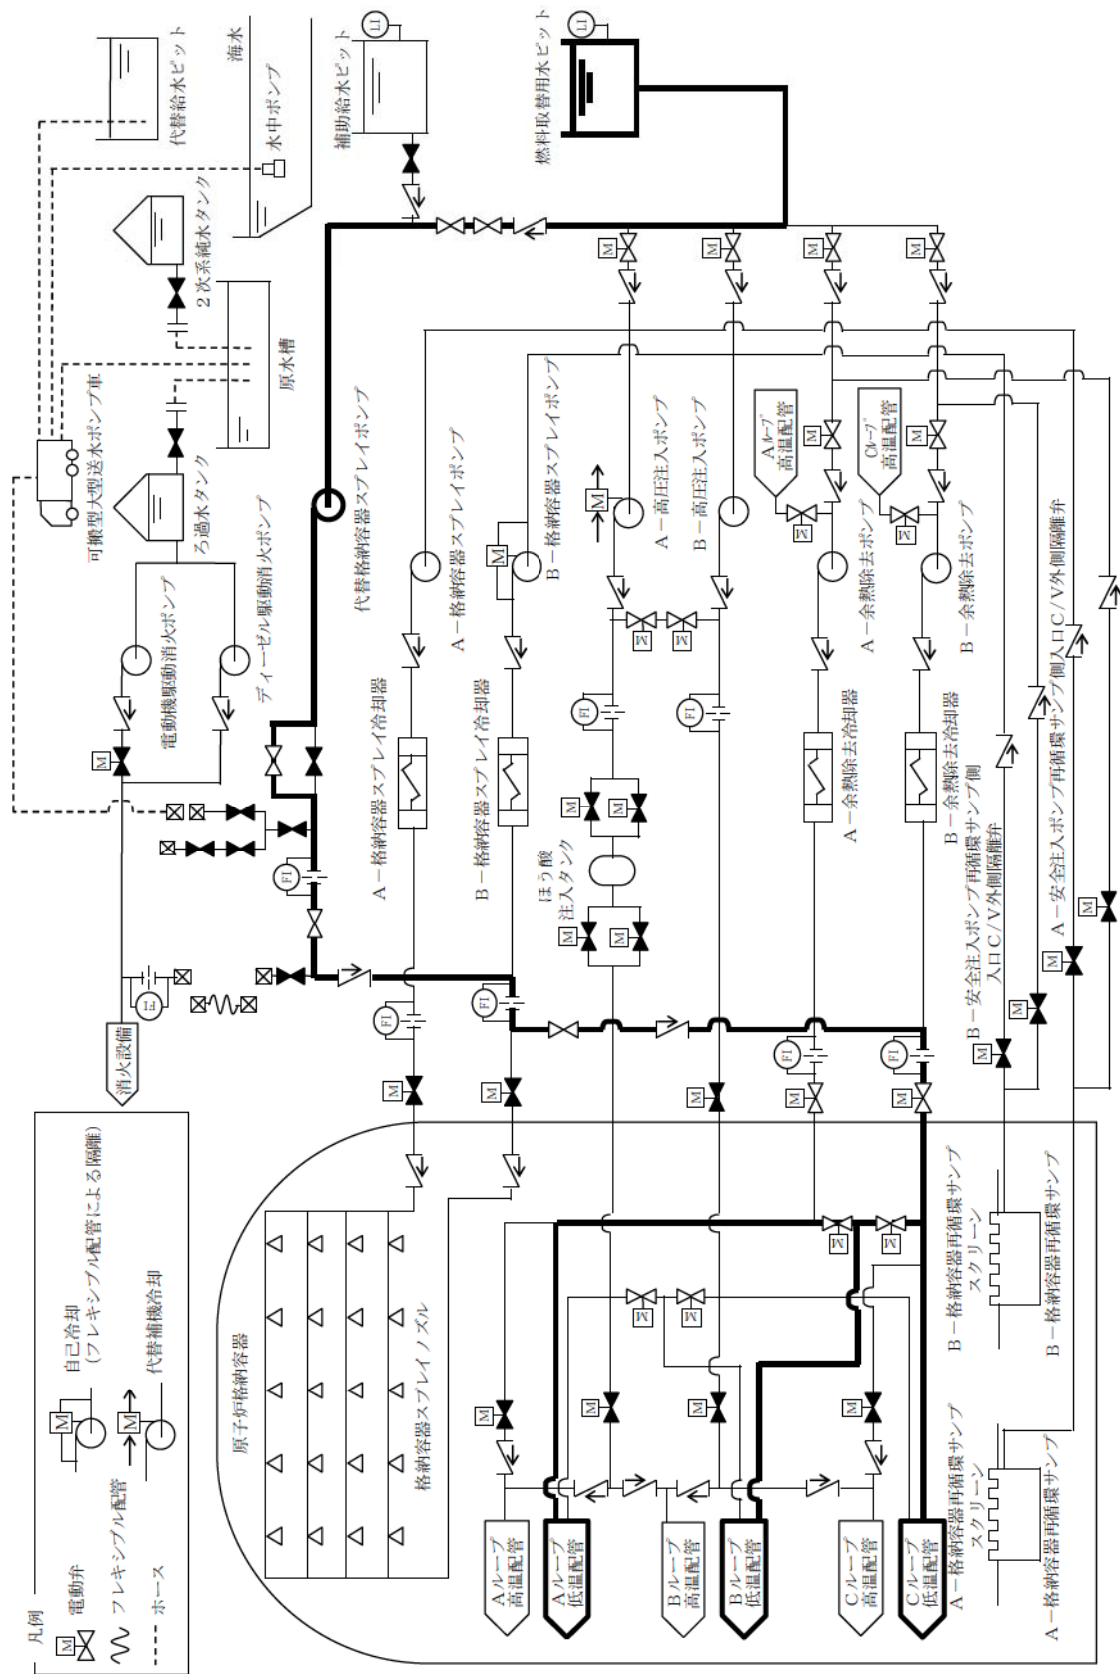 凡例
M
電動弁
フレキシブル配管
ホース
M
自己冷却
(フレキシブル配管による隔離)
M
代替補機冷却
消火設備
FI
M
電動機駆動消火ポンプ
ディーゼル駆動消火ポンプ
可搬型大型送水ポンプ車
ろ過水タンク
原水槽
2次系純水タンク
代替給水ピット
海水
水中ポンプ
補助給水ピット
LI
燃料取替用水ピット
LI
代替格納容器スプレイポンプ
FI
原子炉格納容器
格納容器スプレイノズル
M
FI
A-格納容器スプレイ冷却器
A-格納容器スプレイポンプ
M
FI
B-格納容器スプレイ冷却器
M
B-格納容器スプレイポンプ
M
M
M
M
M
ほう酸
注入タンク
FI
M
A-高圧注入ポンプ
M
M
M
M
M
FI
B-高圧注入ポンプ
M
M
M
FI
A-余熱除去冷却器
A-余熱除去ポンプ
M
Aループ
高温配管
M
M
M
FI
B-余熱除去冷却器
B-余熱除去ポンプ
M
Cループ
高温配管
M
M
M
M
M
M
M
M
Aループ
高温配管
Aループ
低温配管
Bループ
高温配管
Bループ
低温配管
Cループ
高温配管
Cループ
低温配管
A-格納容器再循環サンプ
スクリーン
A-格納容器再循環サンプ
B-格納容器再循環サンプ
スクリーン
B-格納容器再循環サンプ
M
M
M
M
B-安全注入ポンプ再循環サンプ側
入口C/V外側隔離弁
A-安全注入ポンプ再循環サンプ側入口C/V外側隔離弁